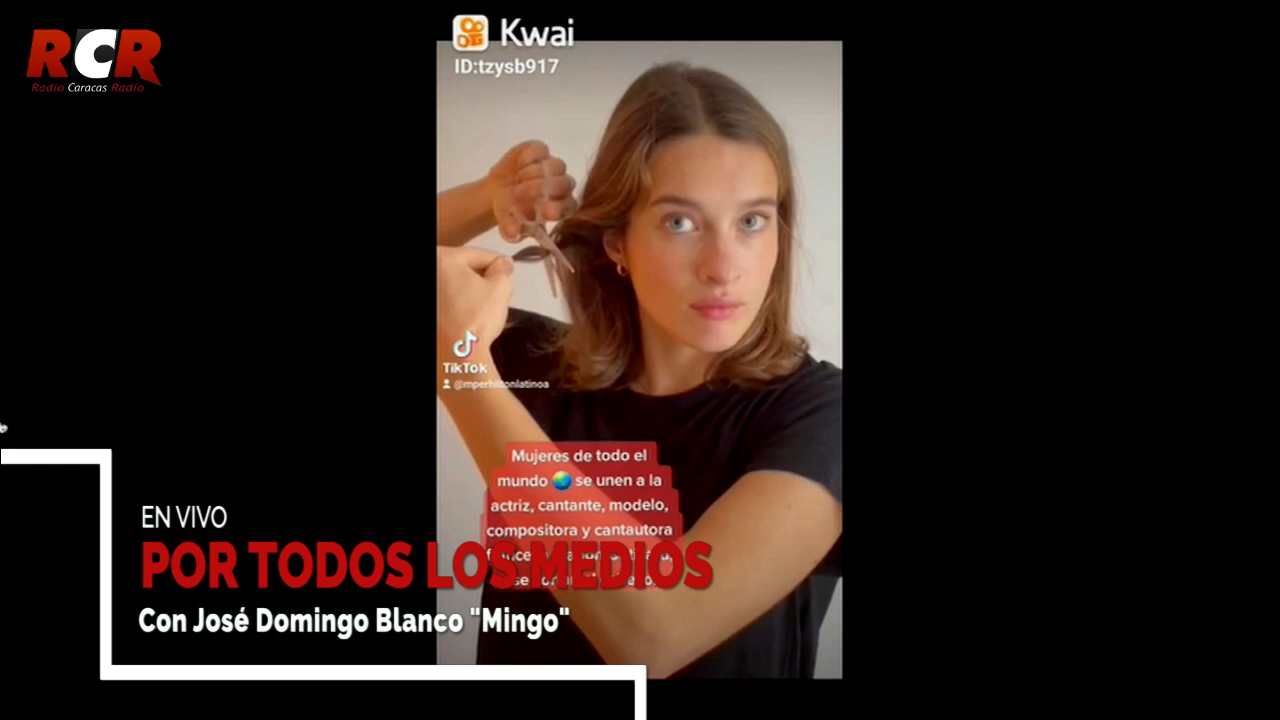 RCR
Radio Caracas Radio
Kwai
ID:tzysb917
TikTok
Mujeres de todo el
mundo 🌏 se unen a la
actriz, cantante, modelo,
compositora y cantautora
EN VIVO
POR TODOS LOS MEDIOS
Con José Domingo Blanco "Mingo"